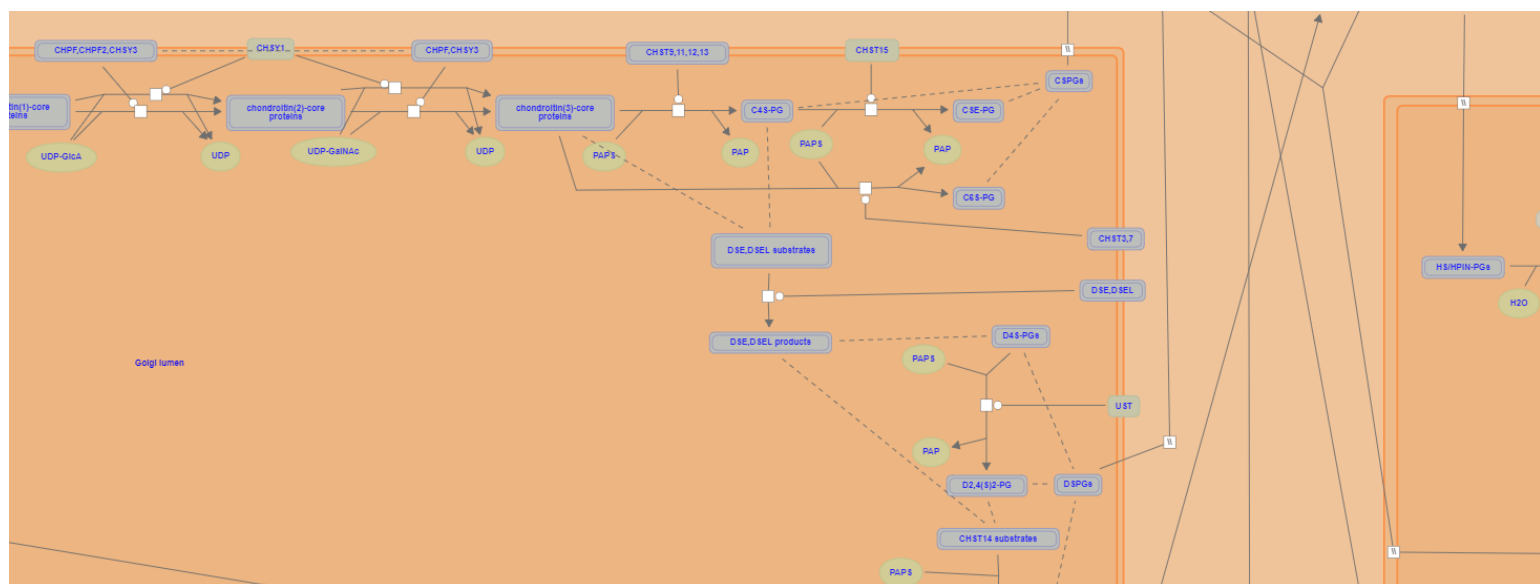 CHPF,CHPF2,CHSY3
CHSY1
CHPF,CHSY3
CHST9,11,12,13
CHST15
\\
CSPGs
tin(1)-core
teins
chondroitin(2)-core
proteins
chondroitin(3)-core
proteins
C4S-PG
CSE-PG
\\
UDP-GlcA
UDP
UDP-GalNAc
UDP
PAPS
PAP
PAPS
PAP
C6S-PG
CHST3,7
DSE,DSEL substrates
HS/HPIN-PGs
DSE,DSEL
H2O
DSE,DSEL products
D4S-PGs
PAPS
Golgi lumen
UST
\\
PAP
D2,4(S)2-PG
DSPGs
CHST14 substrates
\\
PAPS